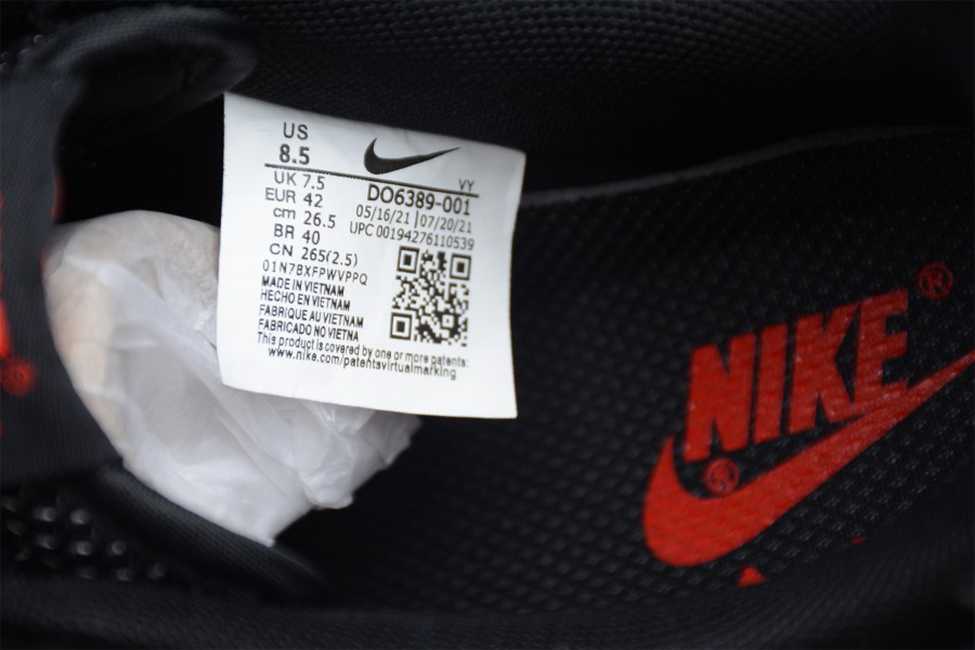 US
8.5
UK 7.5
EUR 42
cm 26.5
BR 40
CN 265(2.5)
VY
DO6389-001
05/16/21 | 07/20/21
UPC 00194276110539
01N7BXFPWVPPQ
MADE IN VIETNAM
HECHO EN VIETNAM
FABRIQUE AU VIETNAM
FABRICADO NO VIETNA
This product is covered by one or more patents:
www.nike.com/patentsvirtualmarking
NIKE ®
®